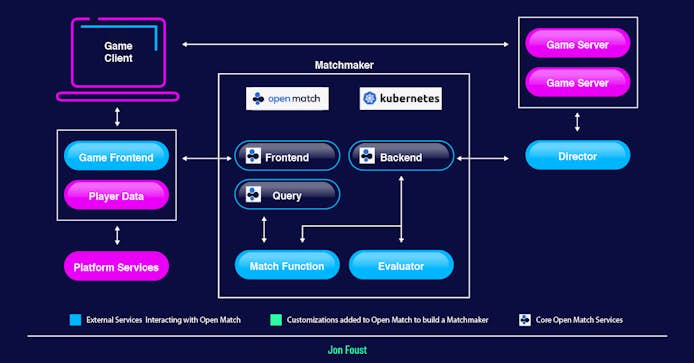 Game
Client
Game Server
Game Server
Matchmaker
open match
kubernetes
Game Frontend
Player Data
Frontend
Backend
Director
Query
Platform Services
Match Function
Evaluator
External Services Interacting with Open Match
Customizations added to Open Match to build a Matchmaker
Core Open Match Services
Jon Foust